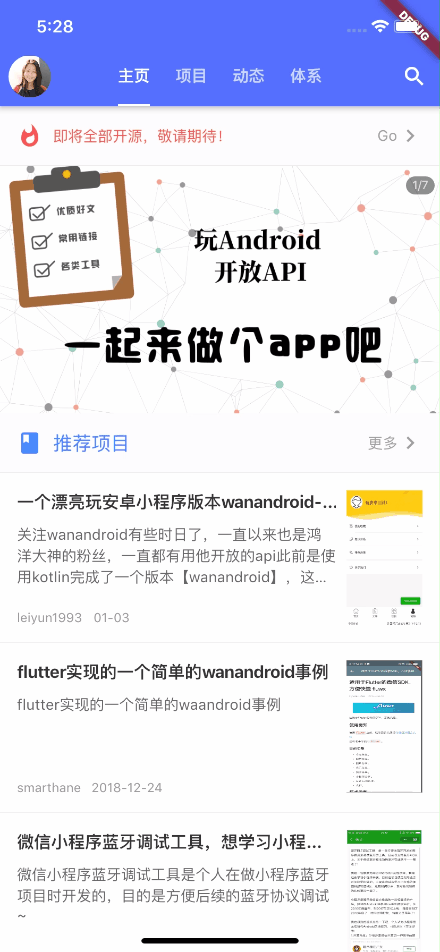 5:28
DEBUG
主页 项目 动态 体系
即将全部开源，敬请期待！ Go
1/7
优质好文
常用链接
各类工具
玩Android
开放API
一起来做个app吧
推荐项目 更多
一个漂亮玩安卓小程序版本wanandroid-...
关注wanandroid有些时日了，一直以来也是鸿
洋大神的粉丝，一直都有用他开放的api此前是使
用kotlin完成了一个版本【wanandroid】，这...
leiyun1993 01-03
flutter实现的一个简单的wanandroid事例
flutter实现的一个简单的waandroid事例
smarthane 2018-12-24
微信小程序蓝牙调试工具，想学习小程...
微信小程序蓝牙调试工具是个人在做小程序蓝牙
项目时开发的，目的是方便后续的蓝牙协议调试
~